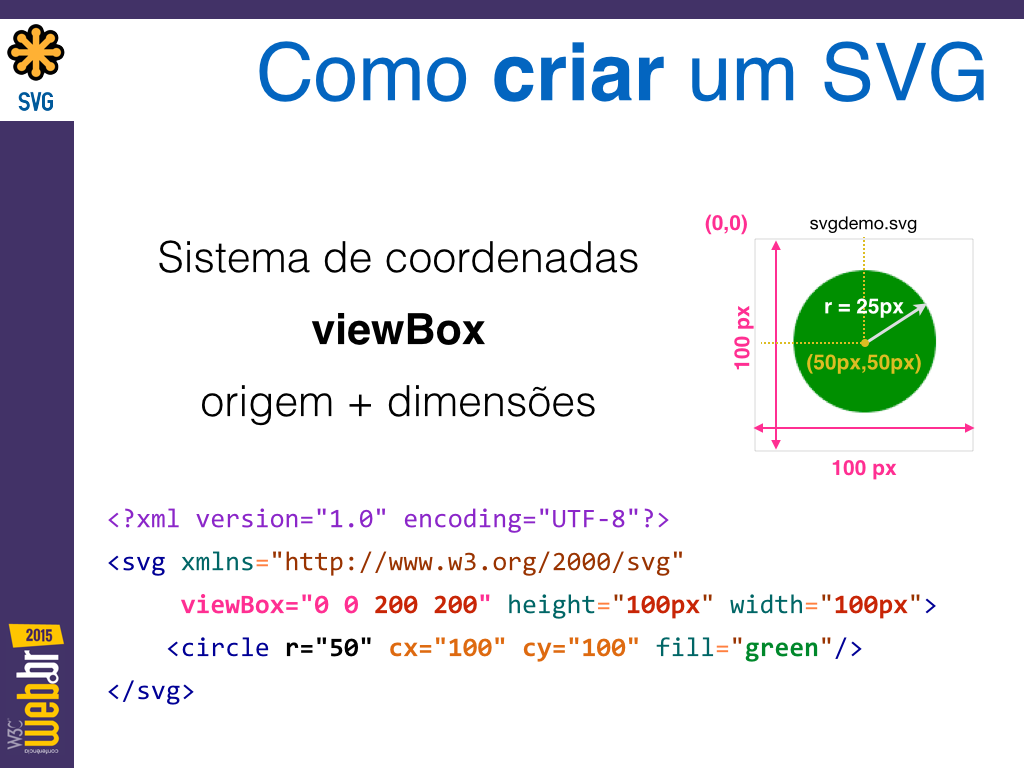 SVG
Como criar um SVG
Sistema de coordenadas
viewBox
origem + dimensões
(0,0)
svgdemo.svg
100 px
r = 25px
(50px,50px)
100 px
<?xml version="1.0" encoding="UTF-8"?>
<svg xmlns="http://www.w3.org/2000/svg"
viewBox="0 0 200 200" height="100px" width="100px">
<circle r="50" cx="100" cy="100" fill="green"/>
</svg>
2015
W3C
conferência
web.br